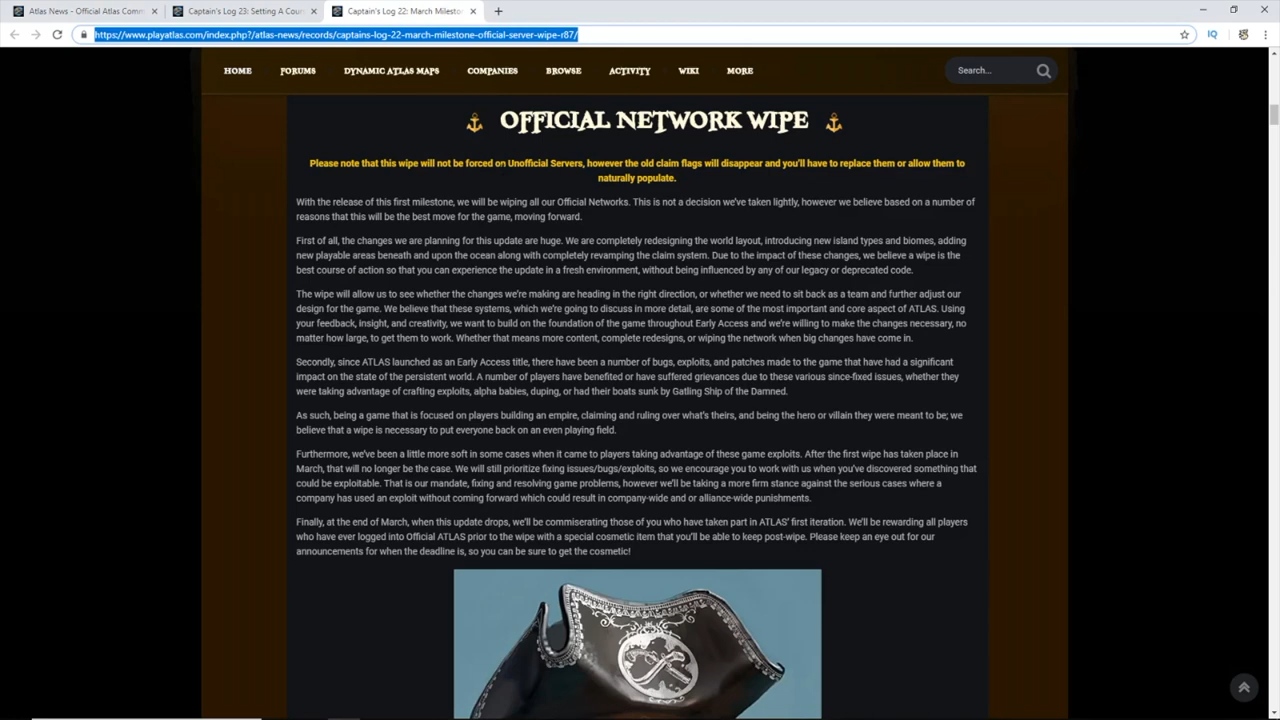 Atlas News - Official Atlas Comm
Captain's Log 23: Setting A Cour
Captain's Log 22: March Milesto
https://www.playatlas.com/index.php?/atlas-news/records/captains-log-22-march-milestone-official-server-wipe-r87/
HOME FORUMS DYNAMIC ATLAS MAPS COMPANIES BROWSE ACTIVITY WIKI MORE Search...
OFFICIAL NETWORK WIPE
Please note that this wipe will not be forced on Unofficial Servers, however the old claim flags will disappear and you'll have to replace them or allow them to
naturally populate.
With the release of this first milestone, we will be wiping all our Official Networks. This is not a decision we've taken lightly, however we believe based on a number of
reasons that this will be the best move for the game, moving forward.
First of all, the changes we are planning for this update are huge. We are completely redesigning the world layout, introducing new island types and biomes, adding
new playable areas beneath and upon the ocean along with completely revamping the claim system. Due to the impact of these changes, we believe a wipe is the
best course of action so that you can experience the update in a fresh environment, without being influenced by any of our legacy or deprecated code.
The wipe will allow us to see whether the changes we're making are heading in the right direction, or whether we need to sit back as a team and further adjust our
design for the game. We believe that these systems, which we're going to discuss in more detail, are some of the most important and core aspect of ATLAS. Using
your feedback, insight, and creativity, we want to build on the foundation of the game throughout Early Access and we're willing to make the changes necessary, no
matter how large, to get them to work. Whether that means more content, complete redesigns, or wiping the network when big changes have come in.
Secondly, since ATLAS launched as an Early Access title, there have been a number of bugs, exploits, and patches made to the game that have had a significant
impact on the state of the persistent world. A number of players have benefited or have suffered grievances due to these various since-fixed issues, whether they
were taking advantage of crafting exploits, alpha babies, duping, or had their boats sunk by Gatling Ship of the Damned.
As such, being a game that is focused on players building an empire, claiming and ruling over what's theirs, and being the hero or villain they were meant to be; we
believe that a wipe is necessary to put everyone back on an even playing field.
Furthermore, we've been a little more soft in some cases when it came to players taking advantage of these game exploits. After the first wipe has taken place in
March, that will no longer be the case. We will still prioritize fixing issues/bugs/exploits, so we encourage you to work with us when you've discovered something that
could be exploitable. That is our mandate, fixing and resolving game problems, however we'll be taking a more firm stance against the serious cases where a
company has used an exploit without coming forward which could result in company-wide and or alliance-wide punishments.
Finally, at the end of March, when this update drops, we'll be commiserating those of you who have taken part in ATLAS' first iteration. We'll be rewarding all players
who have ever logged into Official ATLAS prior to the wipe with a special cosmetic item that you'll be able to keep post-wipe. Please keep an eye out for our
announcements for when the deadline is, so you can be sure to get the cosmetic!